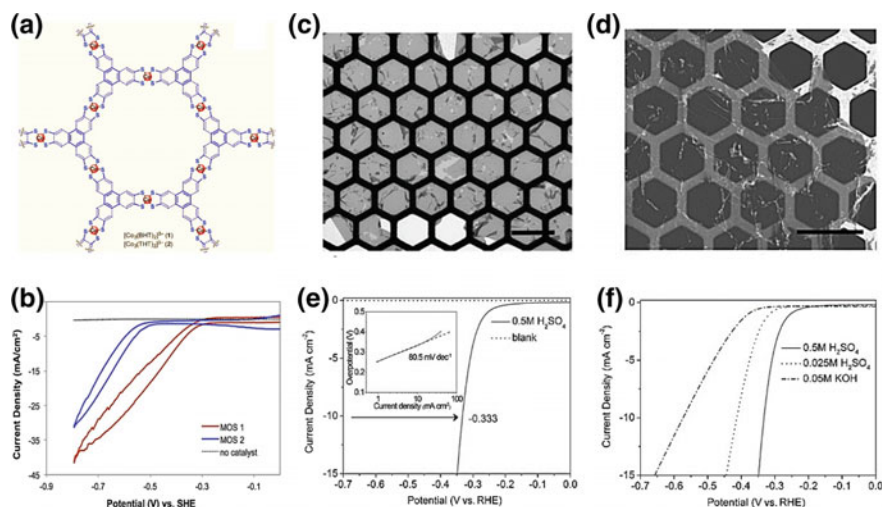 (a)
[Co₃(BHT)₂]³⁻ (1)
[Co₃(THT)₂]³⁻ (2)
(c)
(d)
(b)
Current Density (mA/cm²)
-5
-15
-25
-35
-45
-0.9
-0.7
-0.5
-0.3
-0.1
Potential (V) vs. SHE
MOS 1
MOS 2
no catalyst
(e)
Current Density (mA cm⁻²)
0
-5
-10
-15
-0.7
-0.6
-0.5
-0.4
-0.3
-0.2
-0.1
0.0
Potential (V vs. RHE)
0.5M H₂SO₄
blank
Overpotential (V)
0.5
0.4
0.3
0.2
0.1
1
10
100
Current density (mA cm⁻²)
80.5 mV dec⁻¹
-0.333
(f)
Current Density (mA cm⁻²)
0
-5
-10
-15
-0.7
-0.6
-0.5
-0.4
-0.3
-0.2
-0.1
0.0
Potential (V vs. RHE)
0.5M H₂SO₄
0.025M H₂SO₄
0.05M KOH